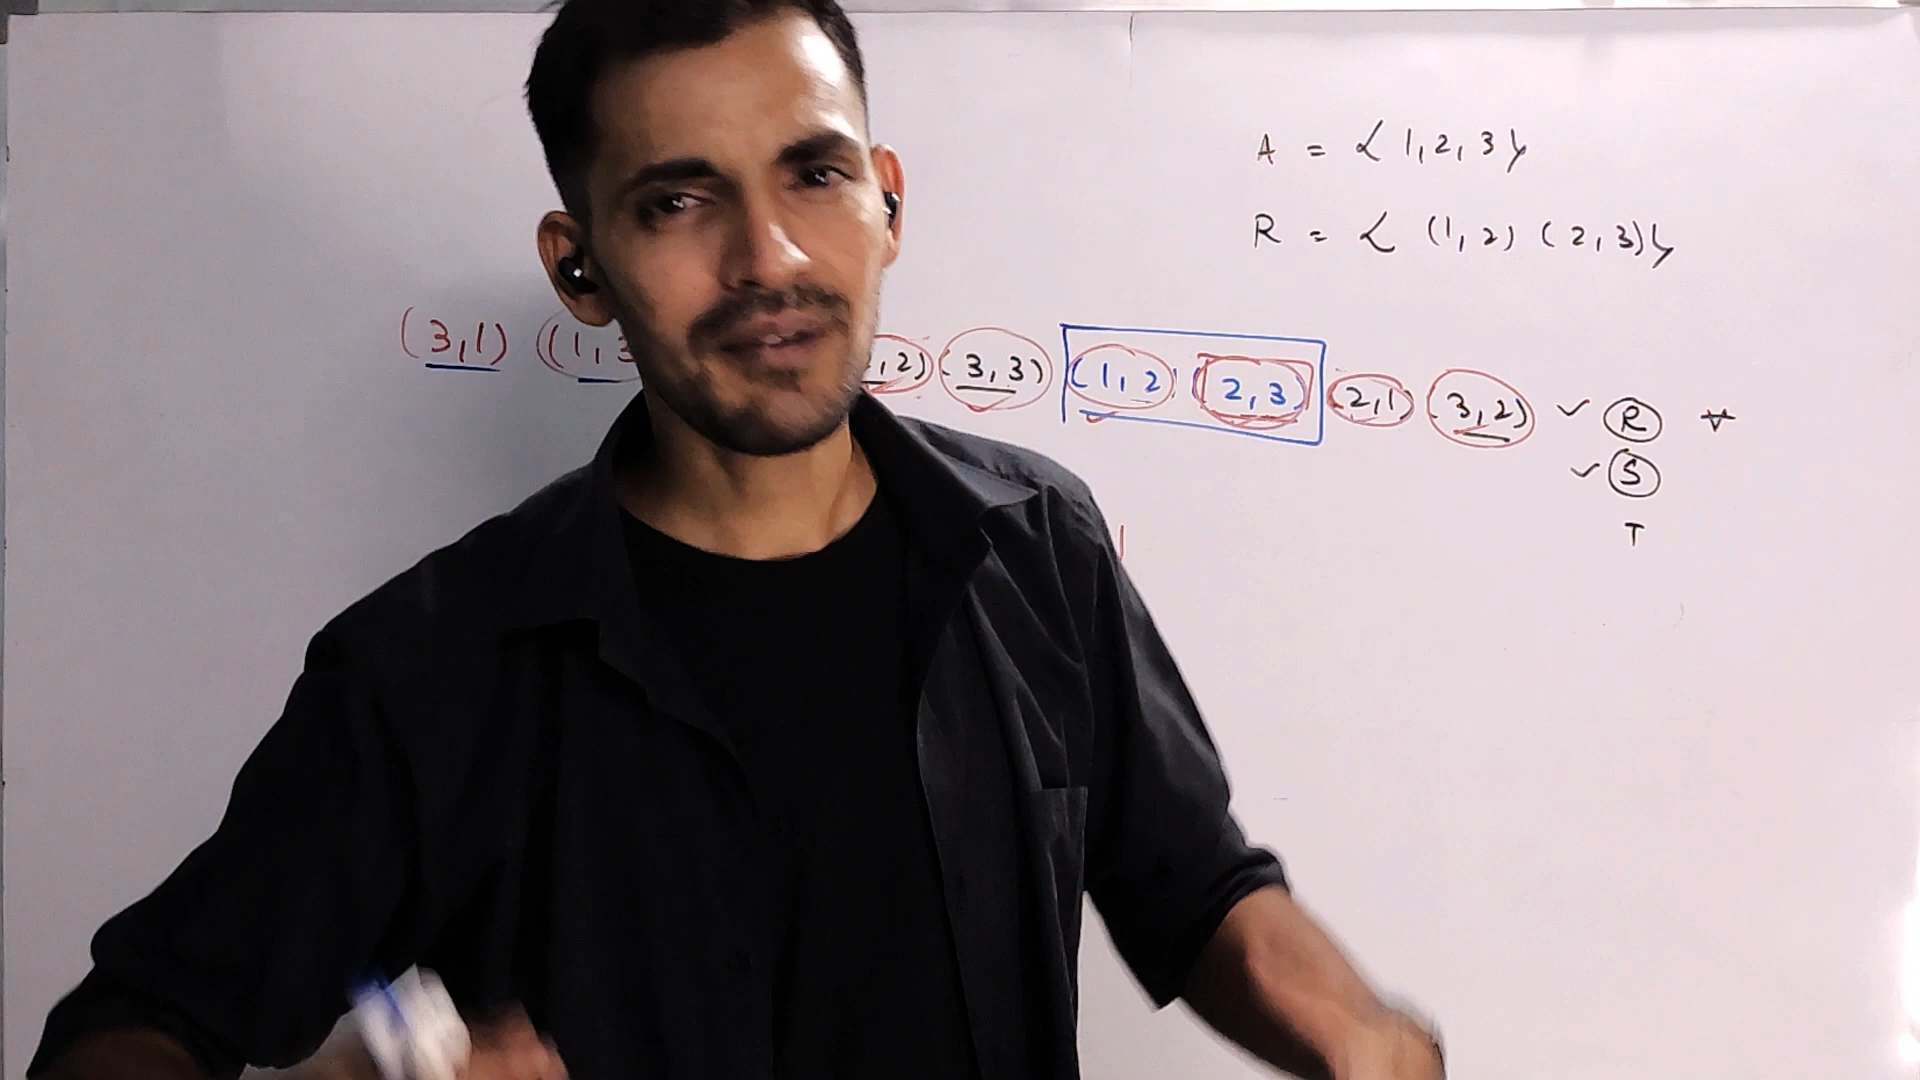 A = { 1, 2, 3 }
R = { (1, 2) (2, 3) }
(3,1) (1, 3 , 2) (3, 3) (1, 2) (2, 3) (2, 1) (3, 2) ✓ R ∀
✓ S
T